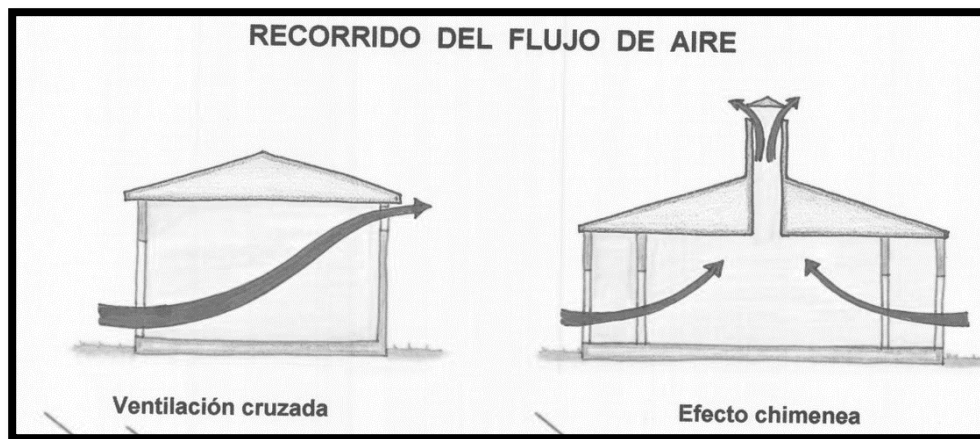 RECORRIDO DEL FLUJO DE AIRE
Ventilación cruzada
Efecto chimenea